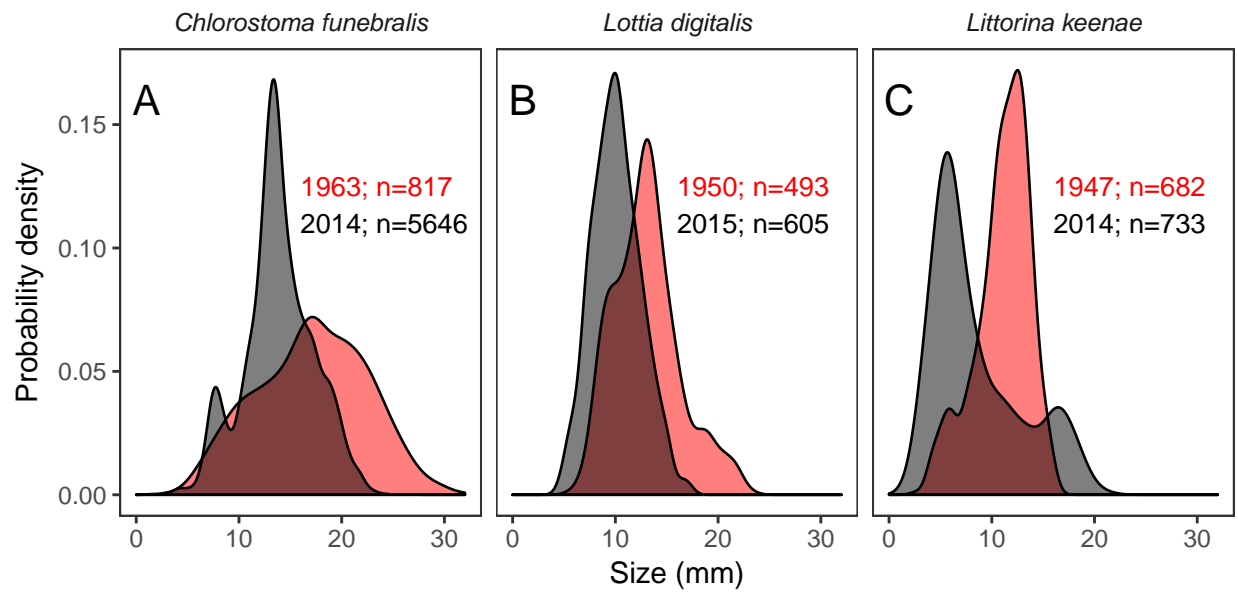 Chlorostoma funebralis
Lottia digitalis
Littorina keenae
A
B
C
1963; n=817
2014; n=5646
1950; n=493
2015; n=605
1947; n=682
2014; n=733
Probability density
0.15
0.10
0.05
0.00
0 10 20 30
0 10 20 30
0 10 20 30
Size (mm)